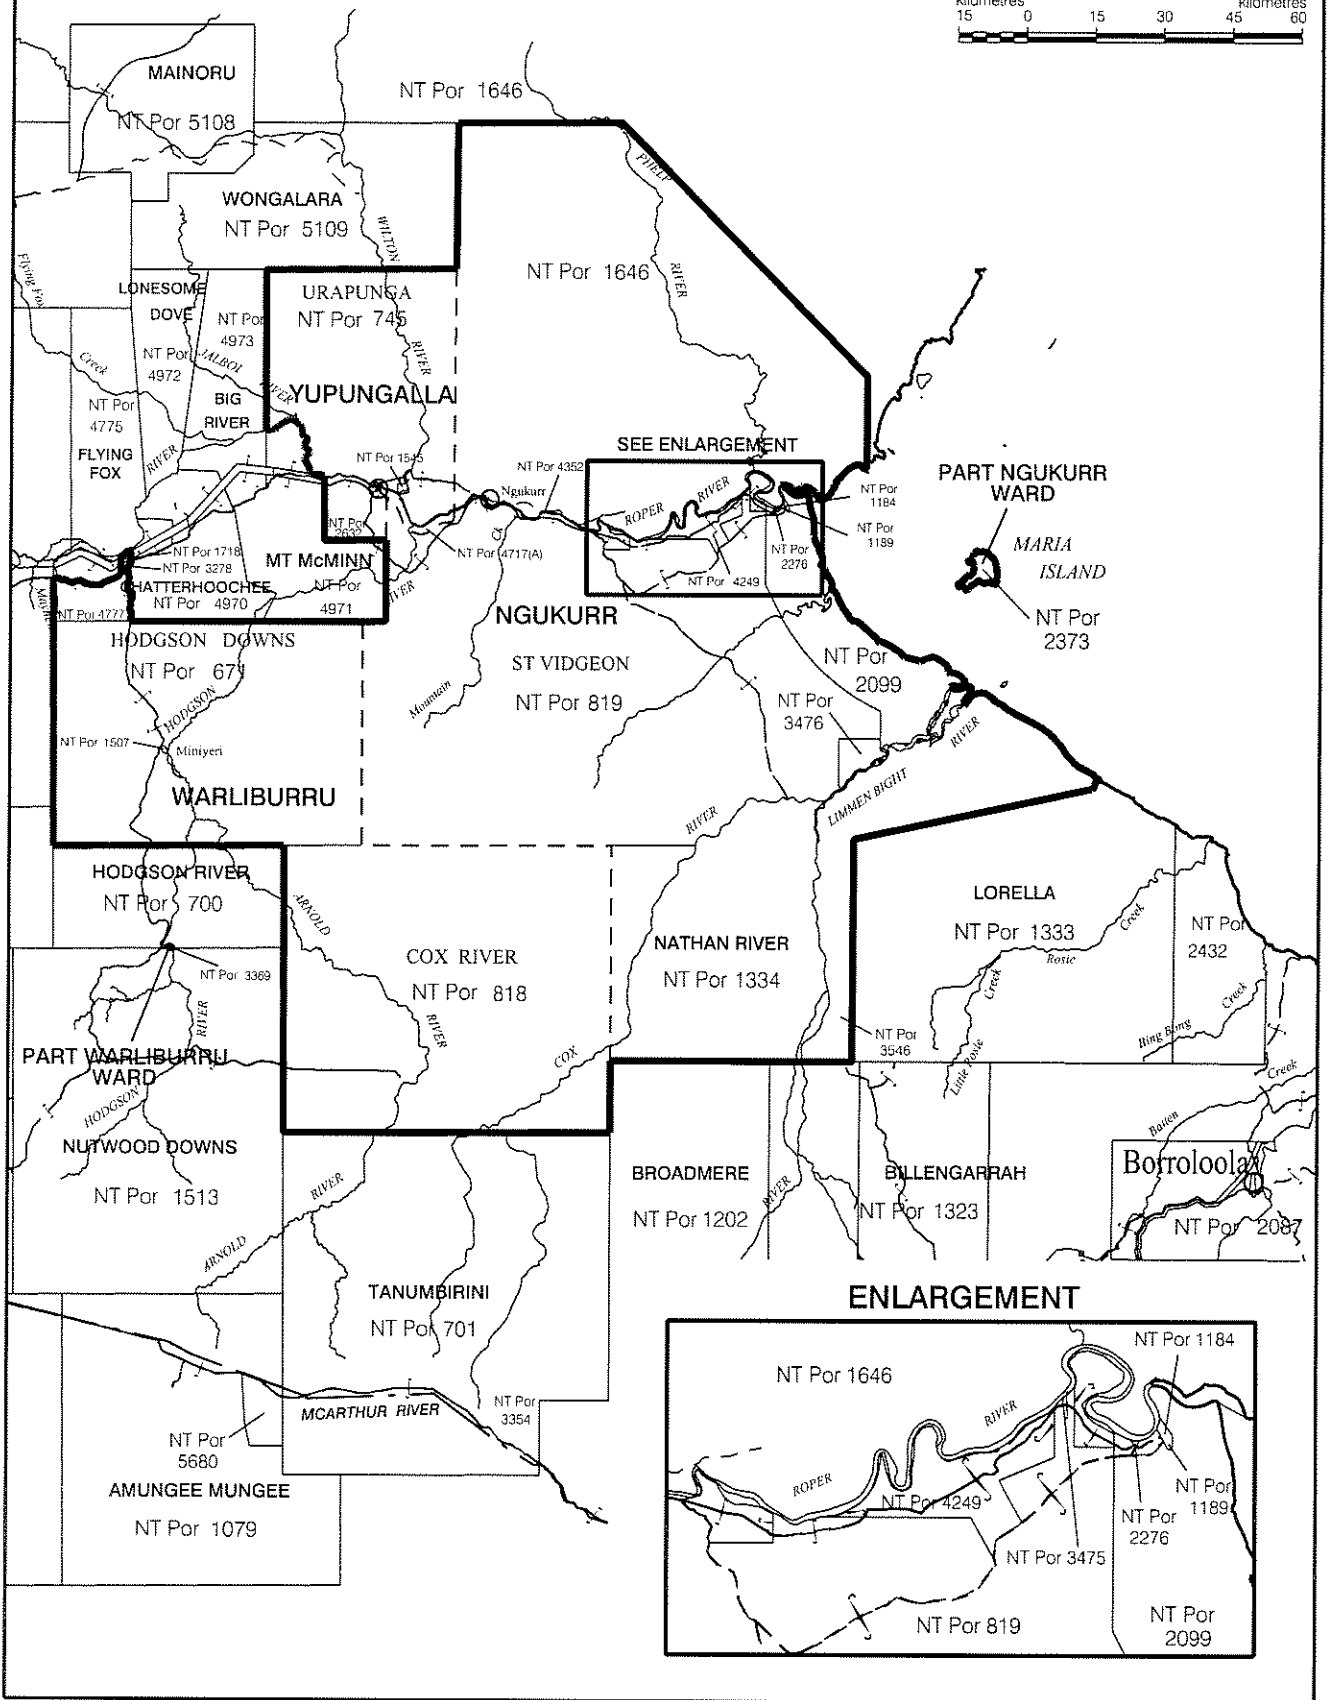 kilometres kilometres
15 0 15 30 45 60
MAINORU
NT Por 5108
NT Por 1646
PHELP
RIVER
WONGALARA
NT Por 5109
WILTON
RIVER
NT Por 1646
Flying Fox
Creek
LONESOME
DOVE
NT Por
4973
NT Por
4972
JALBOI
RIVER
URAPUNGA
NT Por 745
YUPUNGALLA
BIG
RIVER
NT Por
4775
FLYING
FOX
RIVER
SEE ENLARGEMENT
NT Por 1545
NT Por 4352
Ngukurr
ROPER RIVER
NT Por
1184
NT Por
1189
NT Por
2276
NT Por 4249
PART NGUKURR
WARD
MARIA
ISLAND
NT Por
2373
NT Por
2632
NT Por 4717(A)
NT Por 1718
NT Por 3278
MT McMINN
CHATTERHOOCHEE
NT Por 4970
NT Por
4971
RIVER
NT Por 4777
HODGSON DOWNS
NT Por 671
HODGSON
NT Por 1507
Miniyeri
WARLIBURRU
NGUKURR
ST VIDGEON
NT Por 819
Mountain
Ck
NT Por
2099
NT Por
3476
LIMMEN BIGHT
RIVER
RIVER
HODGSON RIVER
NT Por 700
ARNOLD
RIVER
NT Por 3369
COX RIVER
NT Por 818
COX
NATHAN RIVER
NT Por 1334
LORELLA
NT Por 1333
Rosie
Creek
Little Rosie
Creek
NT Por
2432
Bing Bong
Creek
NT Por
3546
PART WARLIBURRU
WARD
RIVER
HODGSON
NUTWOOD DOWNS
NT Por 1513
ARNOLD
RIVER
BROADMERE
NT Por 1202
RIVER
BILLENGARRAH
NT Por 1323
Batten
Creek
Borroloola
NT Por 2087
TANUMBIRINI
NT Por 701
MCARTHUR RIVER
NT Por
3354
NT Por
5680
AMUNGEE MUNGEE
NT Por 1079
ENLARGEMENT
NT Por 1184
NT Por 1646
RIVER
ROPER
NT Por 4249
NT Por
1189
NT Por
2276
NT Por 3475
NT Por 819
NT Por
2099